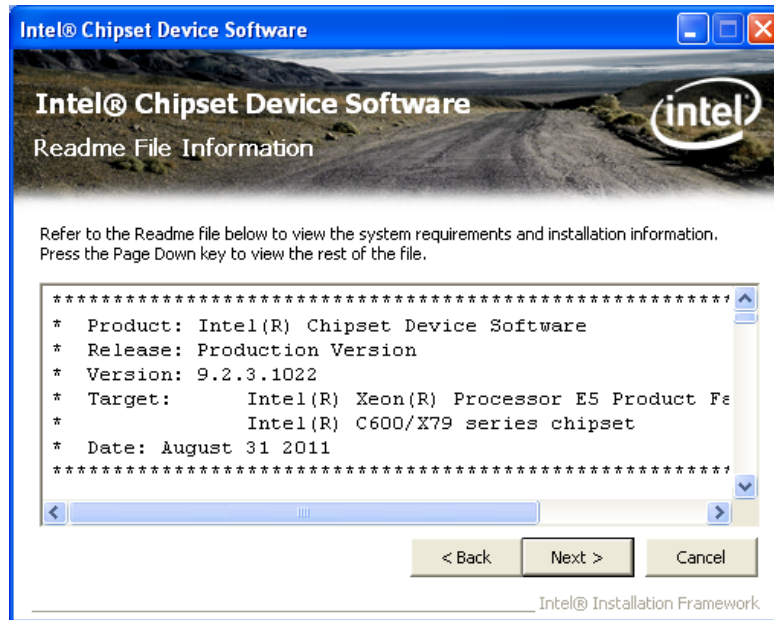 Intel® Chipset Device Software
Intel® Chipset Device Software
intel
Readme File Information
Refer to the Readme file below to view the system requirements and installation information.
Press the Page Down key to view the rest of the file.
************************************************************
* Product: Intel(R) Chipset Device Software
* Release: Production Version
* Version: 9.2.3.1022
* Target: Intel(R) Xeon(R) Processor E5 Product Fa
* Intel(R) C600/X79 series chipset
* Date: August 31 2011
************************************************************
< Back Next > Cancel
Intel® Installation Framework